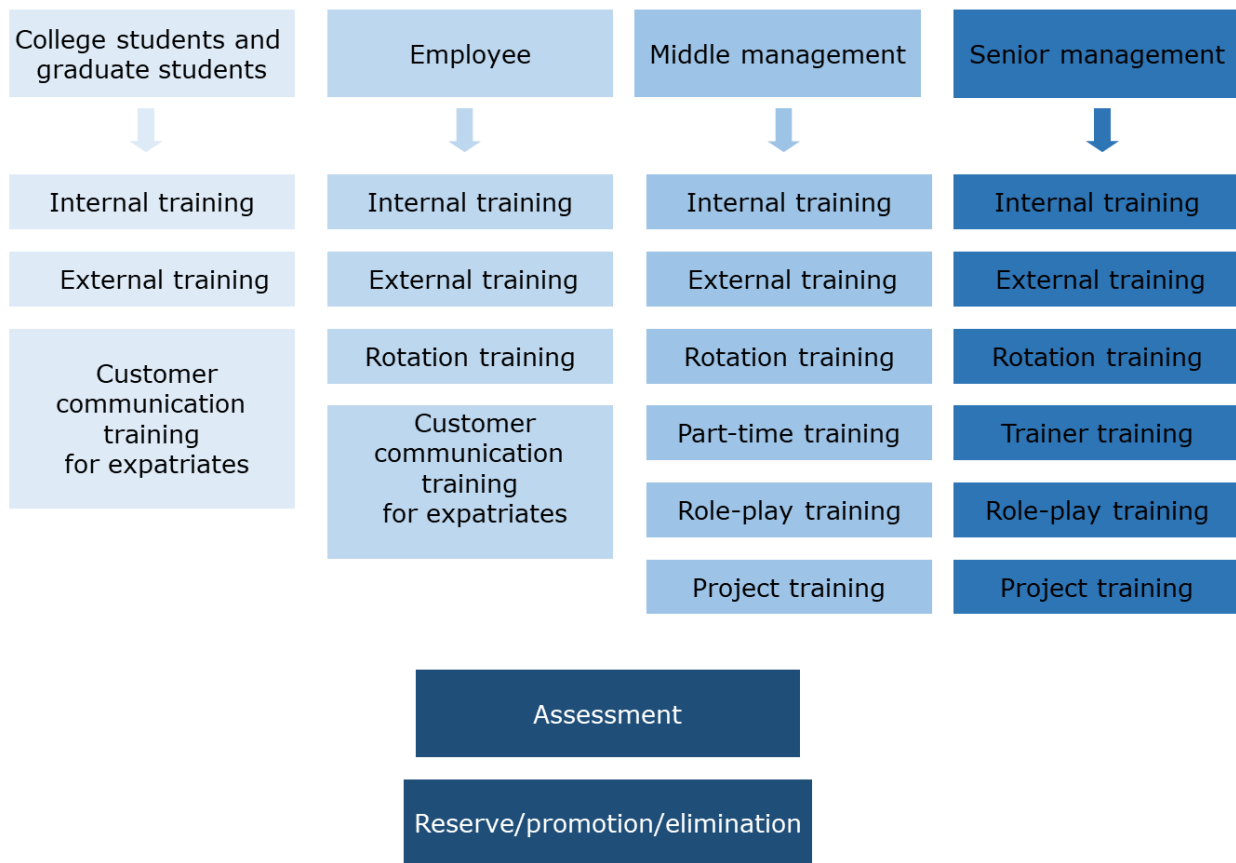 College students and
graduate students
Employee
Middle management
Senior management
Internal training
Internal training
Internal training
Internal training
External training
External training
External training
External training
Customer
communication
training
for expatriates
Rotation training
Rotation training
Rotation training
Customer
communication
training
for expatriates
Part-time training
Trainer training
Role-play training
Role-play training
Project training
Project training
Assessment
Reserve/promotion/elimination